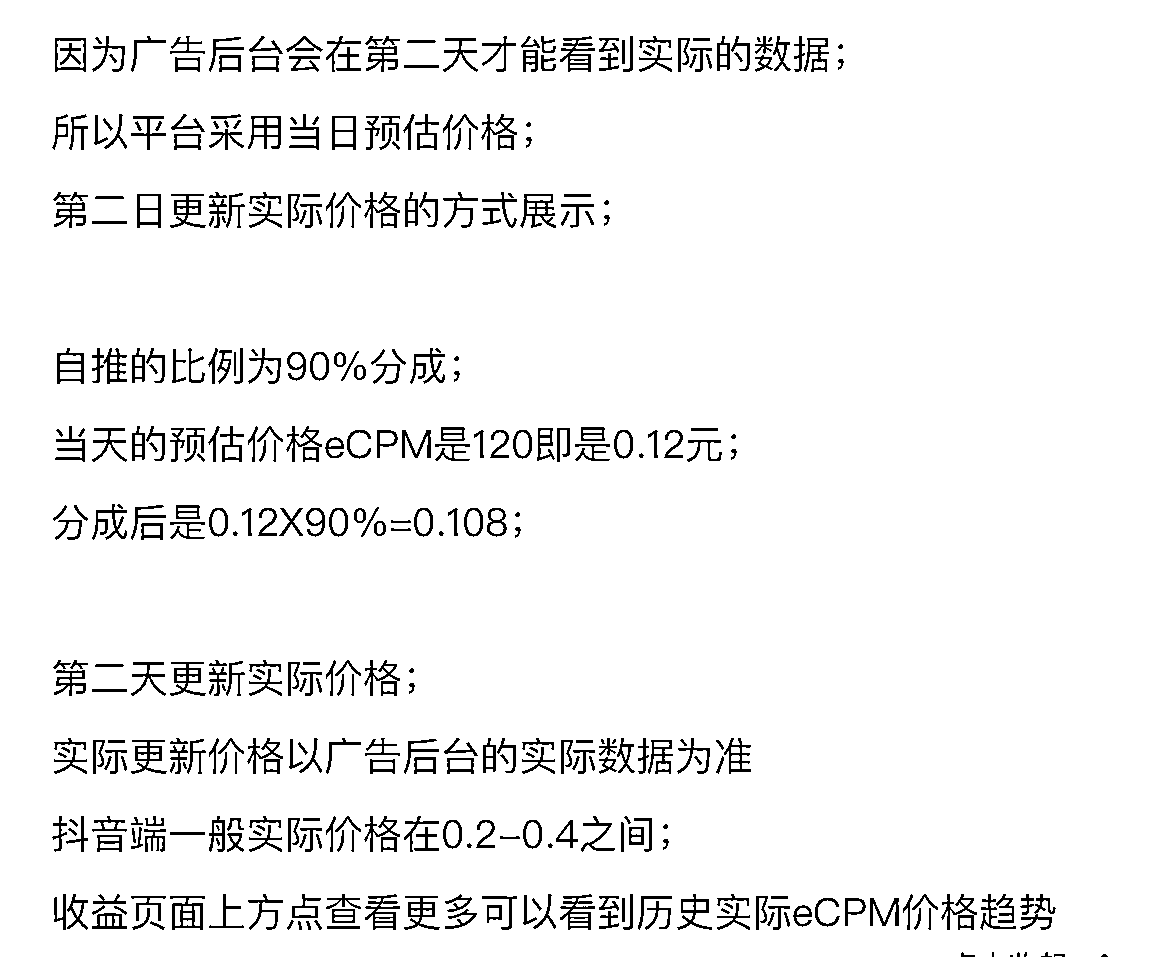 因为广告后台会在第二天才能看到实际的数据；
所以平台采用当日预估价格；
第二日更新实际价格的方式展示；
自推的比例为90%分成；
当天的预估价格eCPM是120即是0.12元；
分成后是0.12X90%=0.108；
第二天更新实际价格；
实际更新价格以广告后台的实际数据为准
抖音端一般实际价格在0.2-0.4之间；
收益页面上方点查看更多可以看到历史实际eCPM价格趋势